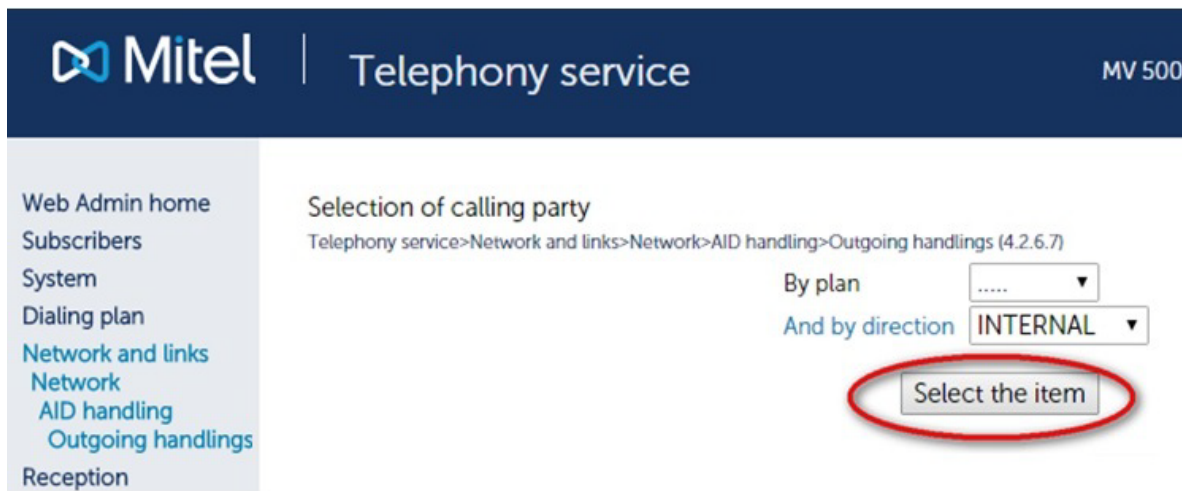 Mitel
Telephony service
MV 500
Web Admin home
Subscribers
System
Dialing plan
Network and links
Network
AID handling
Outgoing handlings
Reception
Selection of calling party
Telephony service>Network and links>Network>AID handling>Outgoing handlings (4.2.6.7)
By plan .....
And by direction INTERNAL
Select the item